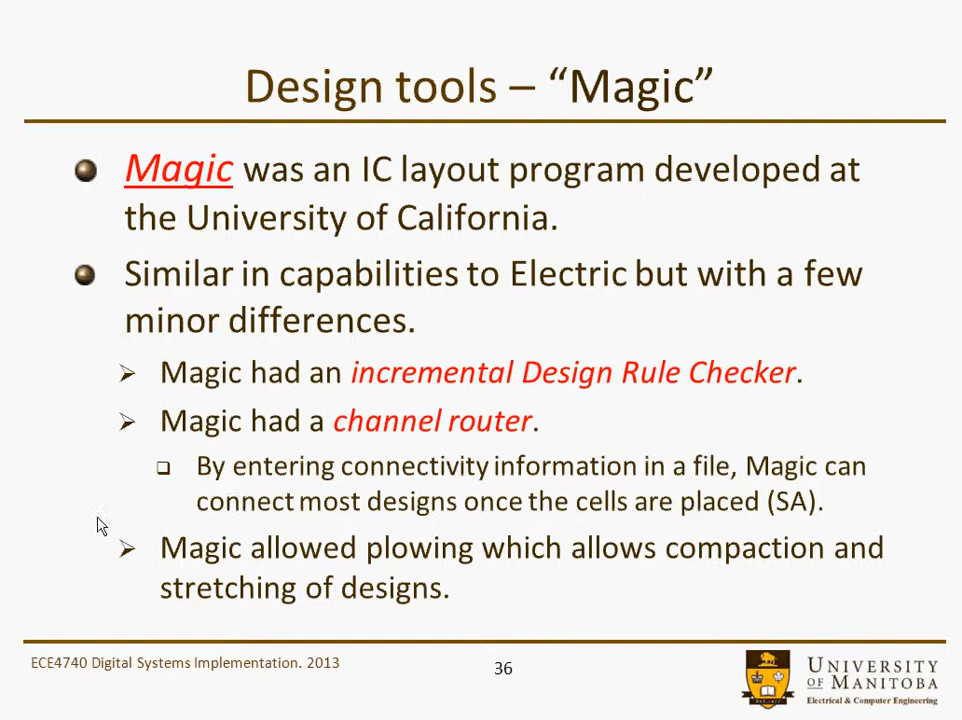 Design tools – “Magic”
Magic was an IC layout program developed at
the University of California.
Similar in capabilities to Electric but with a few
minor differences.
Magic had an incremental Design Rule Checker.
Magic had a channel router.
By entering connectivity information in a file, Magic can
connect most designs once the cells are placed (SA).
Magic allowed plowing which allows compaction and
stretching of designs.
ECE4740 Digital Systems Implementation. 2013
36
UNIVERSITY
OF MANITOBA
Electrical & Computer Engineering